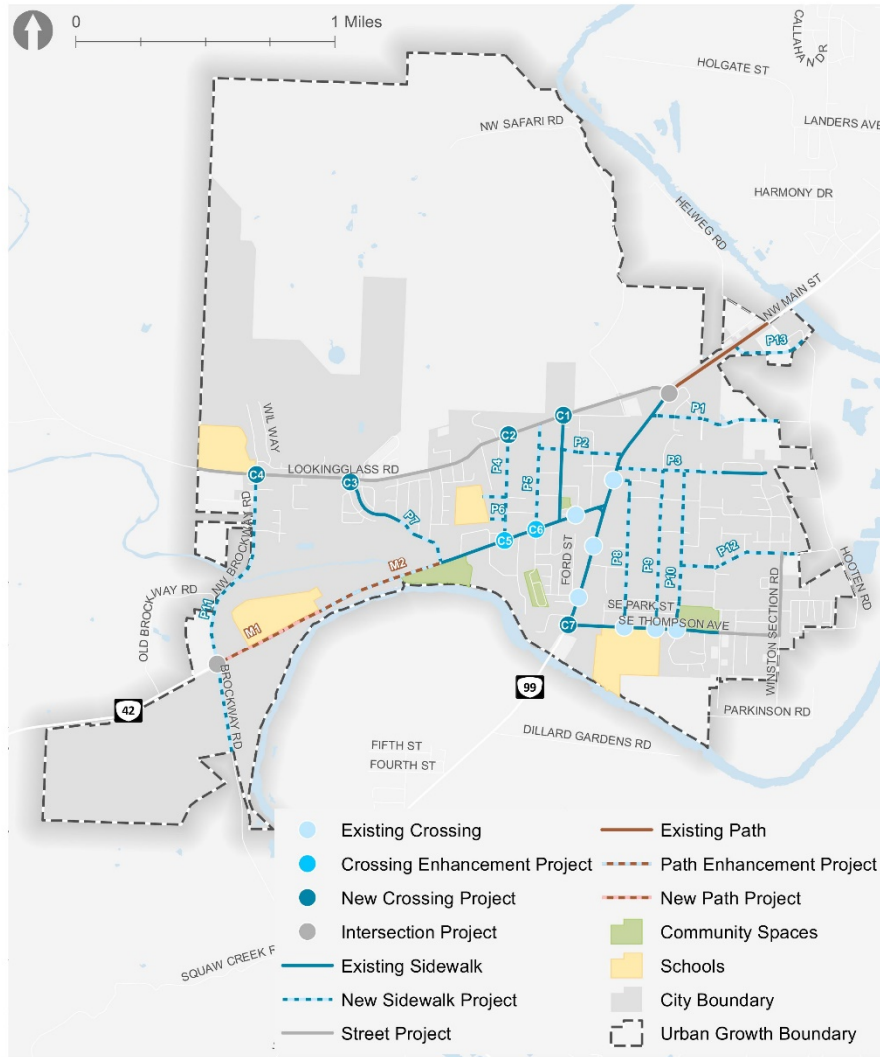 0 1 Miles
CALLAHAN DR
HOLGATE ST
NW SAFARI RD
LANDERS AVE
HARMONY DR
HELWEG RD
NW MAIN ST
P13
C1
P1
WIL WAY
C2
P2
P4
P5
P3
C4
LOOKINGGLASS RD
C3
P6
P7
C5
C6
NW BROCKWAY RD
FORD ST
P8
P9
P10
P12
M2
HOOTEN RD
OLD BROCKWAY RD
P11
M1
SE PARK ST
C7
SE THOMPSON AVE
WINSTON SECTION RD
BROCKWAY RD
99
42
PARKINSON RD
DILLARD GARDENS RD
FIFTH ST
FOURTH ST
SQUAW CREEK R
Existing Crossing
Crossing Enhancement Project
New Crossing Project
Intersection Project
Existing Sidewalk
New Sidewalk Project
Street Project
Existing Path
Path Enhancement Project
New Path Project
Community Spaces
Schools
City Boundary
Urban Growth Boundary